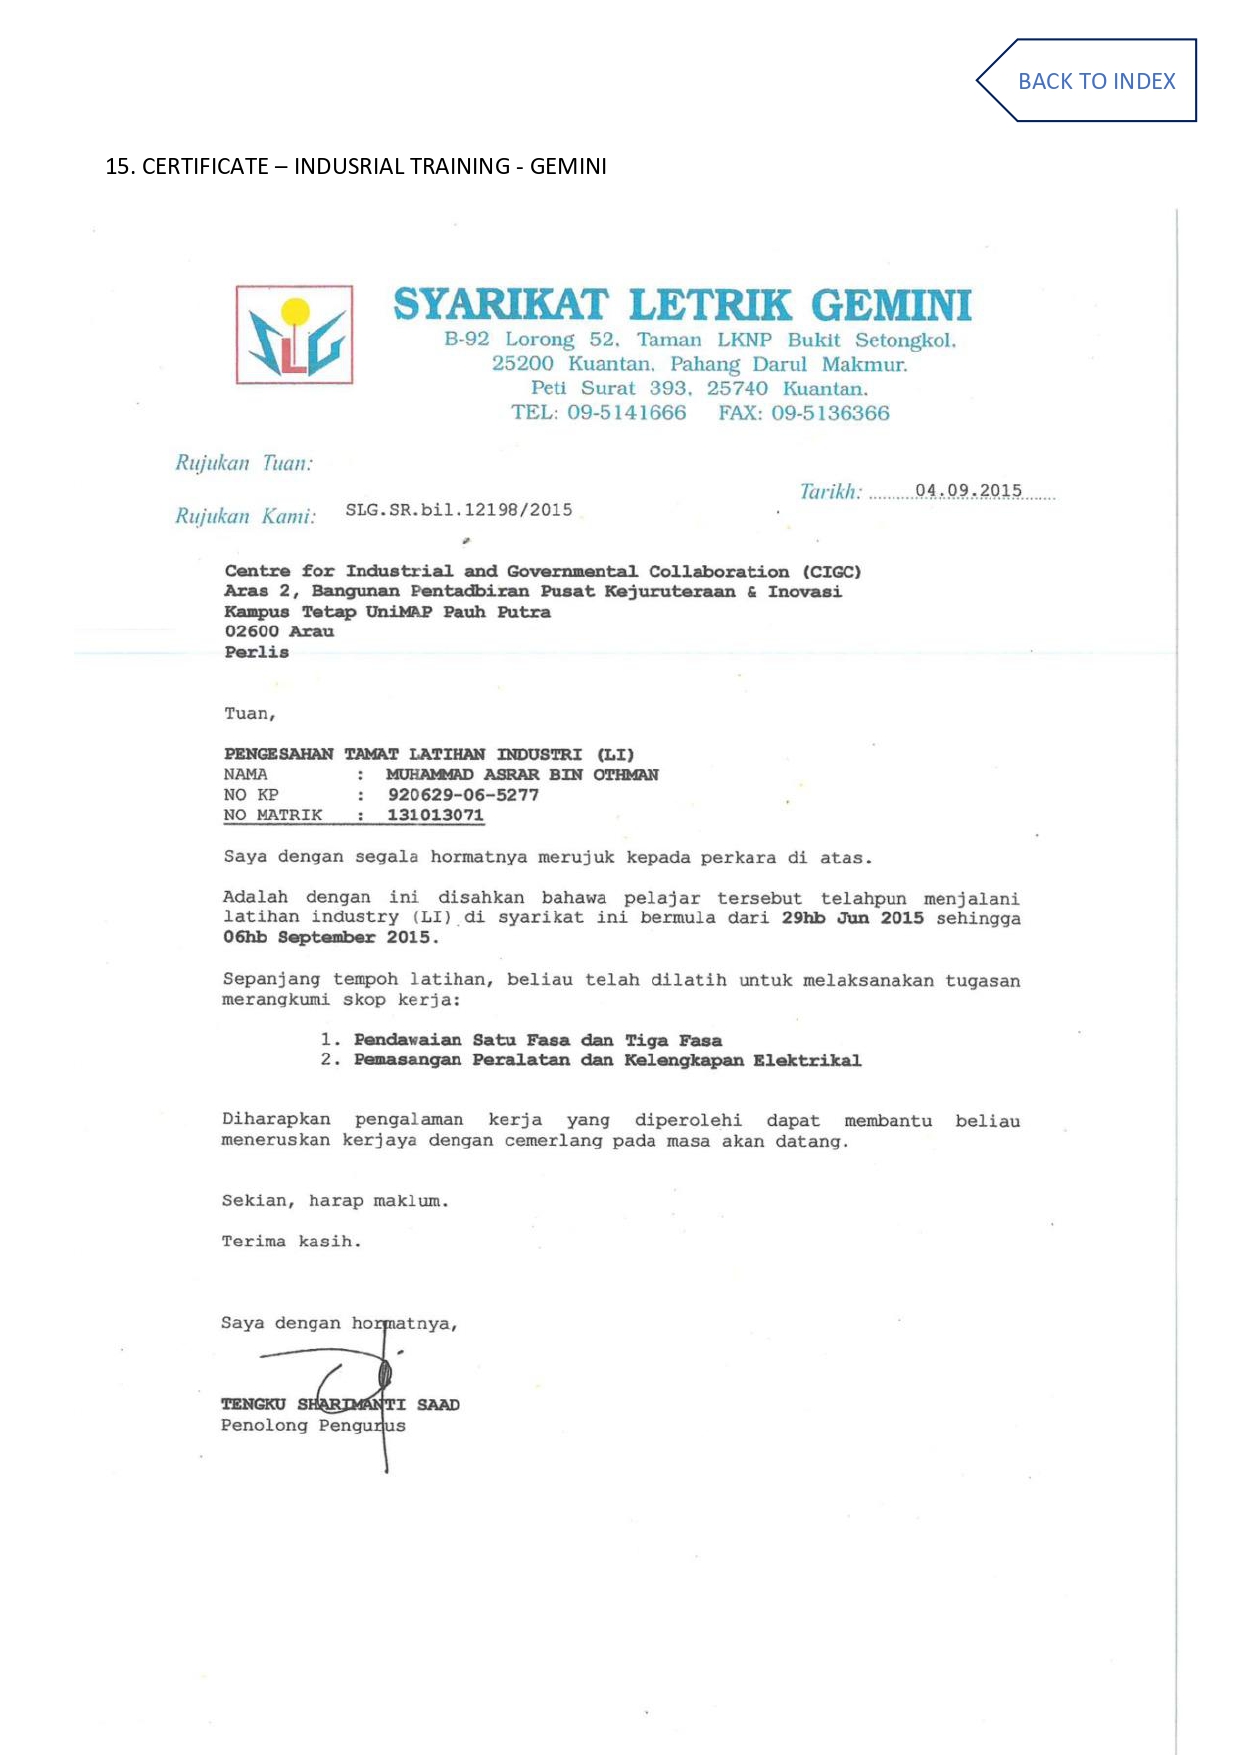 BACK TO INDEX
15. CERTIFICATE – INDUSRIAL TRAINING - GEMINI
SLG
SYARIKAT LETRIK GEMINI
B-92 Lorong 52, Taman LKNP Bukit Setongkol.
25200 Kuantan. Pahang Darul Makmur.
Peti Surat 393, 25740 Kuantan.
TEL: 09-5141666 FAX: 09-5136366
Rujukan Tuan:
Tarikh: ..........04.09.2015.......
Rujukan Kami: SLG.SR.bil.12198/2015
Centre for Industrial and Governmental Collaboration (CIGC)
Aras 2, Bangunan Pentadbiran Pusat Kejuruteraan & Inovasi
Kampus Tetap UniMAP Pauh Putra
02600 Arau
Perlis
Tuan,
PENGESAHAN TAMAT LATIHAN INDUSTRI (LI)
NAMA : MUHAMMAD ASRAR BIN OTHMAN
NO KP : 920629-06-5277
NO MATRIK : 131013071
Saya dengan segala hormatnya merujuk kepada perkara di atas.
Adalah dengan ini disahkan bahawa pelajar tersebut telahpun menjalani
latihan industry (LI) di syarikat ini bermula dari 29hb Jun 2015 sehingga
06hb September 2015.
Sepanjang tempoh latihan, beliau telah dilatih untuk melaksanakan tugasan
merangkumi skop kerja:
1. Pendawaian Satu Fasa dan Tiga Fasa
2. Pemasangan Peralatan dan Kelengkapan Elektrikal
Diharapkan pengalaman kerja yang diperolehi dapat membantu beliau
meneruskan kerjaya dengan cemerlang pada masa akan datang.
Sekian, harap maklum.
Terima kasih.
Saya dengan hormatnya,
TENGKU SHARIMANTI SAAD
Penolong Pengurus